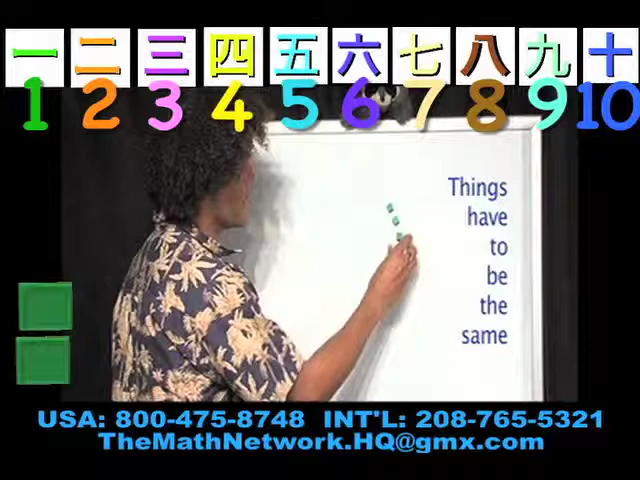 一 二 三 四 五 六 七 八 九 十
1 2 3 4 5 6 7 8 9 10
Things
have
to
be
the
same
USA: 800-475-8748 INT'L: 208-765-5321
TheMathNetwork.HQ@gmx.com